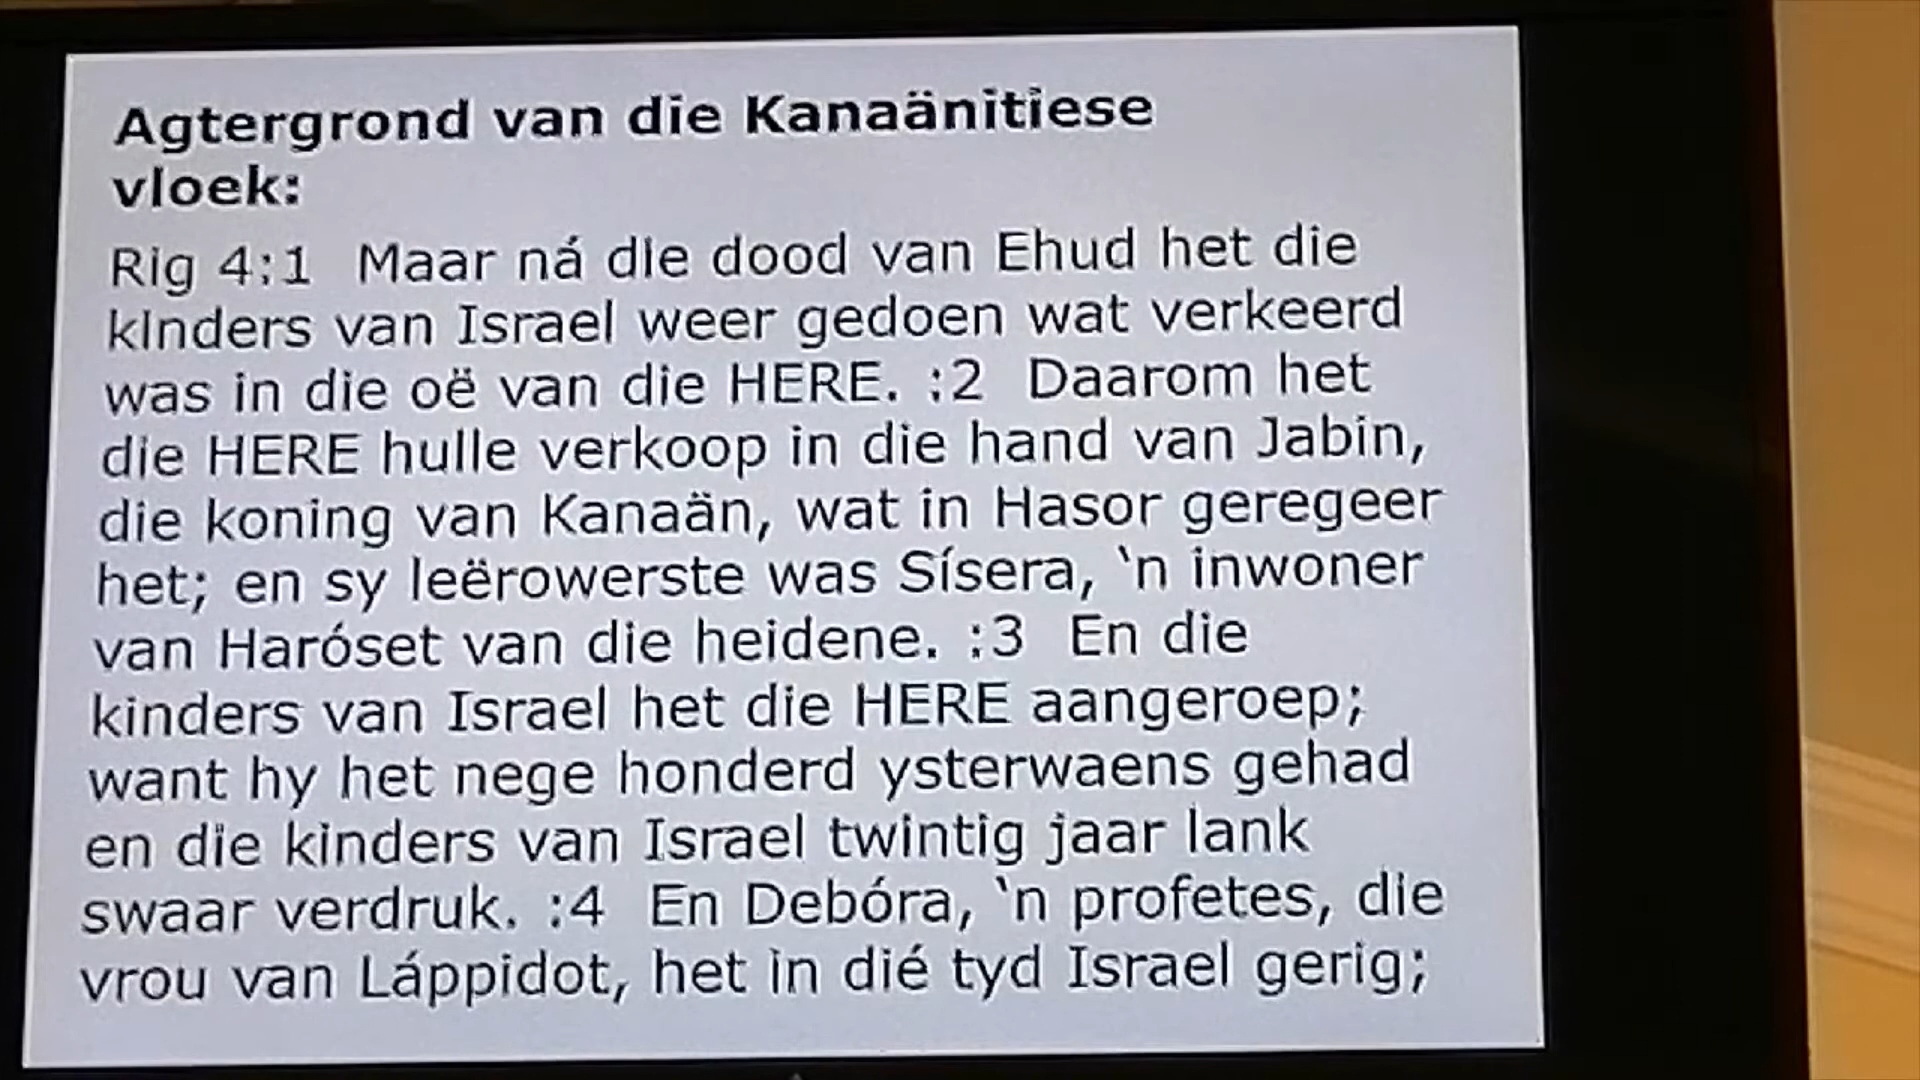 Agtergrond van die Kanaänitiese
vloek:
Rig 4:1 Maar ná die dood van Ehud het die
kinders van Israel weer gedoen wat verkeerd
was in die oë van die HERE. :2 Daarom het
die HERE hulle verkoop in die hand van Jabin,
die koning van Kanaän, wat in Hasor geregeer
het; en sy leërowerste was Sísera, ‛n inwoner
van Haróset van die heidene. :3 En die
kinders van Israel het die HERE aangeroep;
want hy het nege honderd ysterwaens gehad
en die kinders van Israel twintig jaar lank
swaar verdruk. :4 En Debóra, ‛n profetes, die
vrou van Láppidot, het in dié tyd Israel gerig;